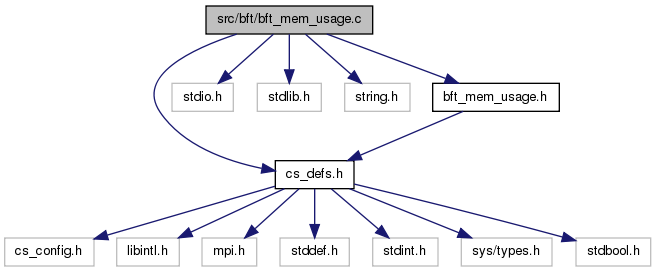 src/bft/bft_mem_usage.c
stdio.h
stdlib.h
string.h
bft_mem_usage.h
cs_defs.h
cs_config.h
libintl.h
mpi.h
stddef.h
stdint.h
sys/types.h
stdbool.h